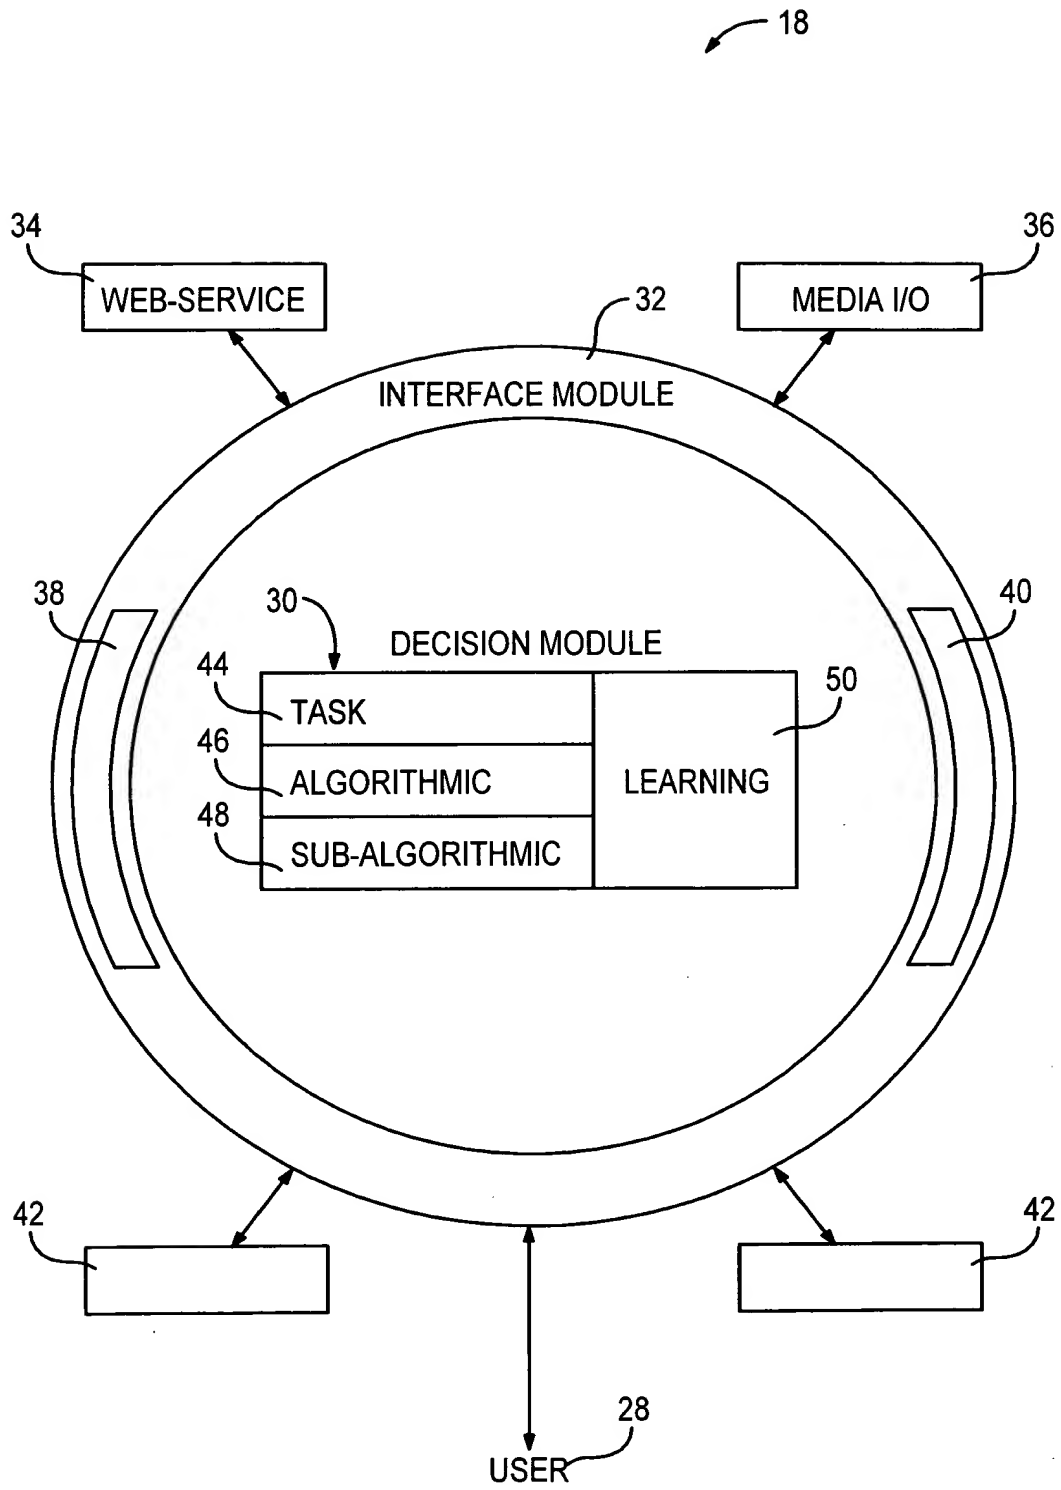 18
34
36
WEB-SERVICE
MEDIA I/O
32
INTERFACE MODULE
38
40
30
DECISION MODULE
44
50
TASK
46
ALGORITHMIC
LEARNING
48
SUB-ALGORITHMIC
42
42
28
USER